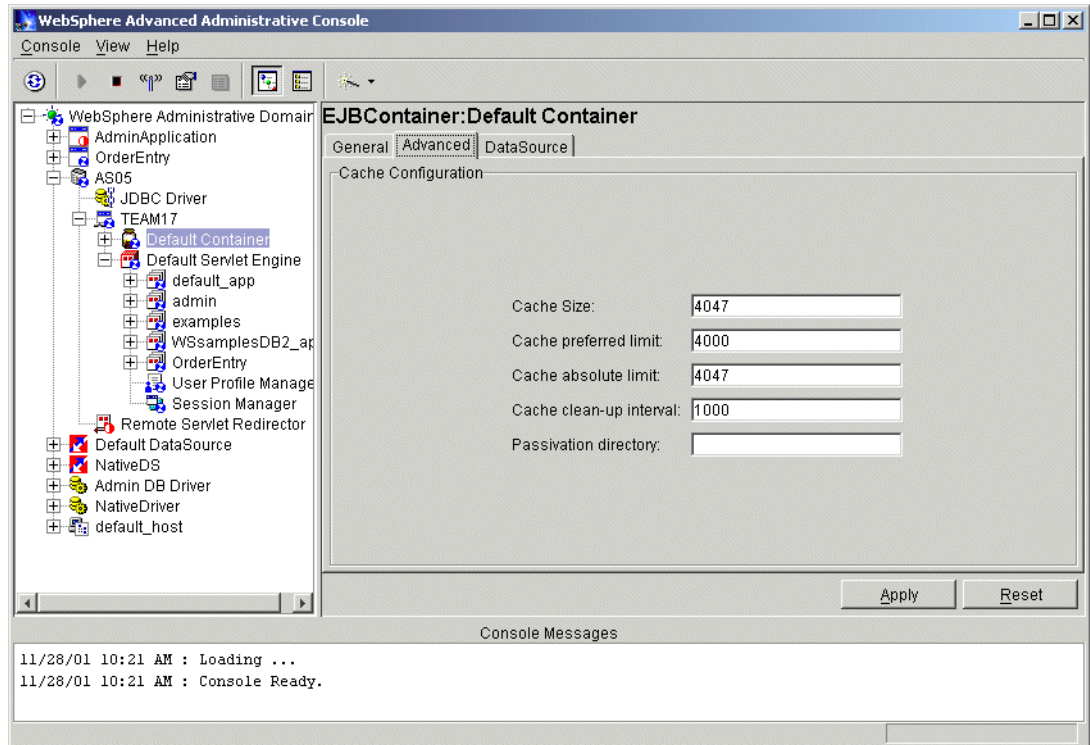 WebSphere Advanced Administrative Console
Console View Help
WebSphere Administrative Domain
AdminApplication
OrderEntry
AS05
JDBC Driver
TEAM17
Default Container
Default Servlet Engine
default_app
admin
examples
WSsamplesDB2_ap
OrderEntry
User Profile Manage
Session Manager
Remote Servlet Redirector
Default DataSource
NativeDS
Admin DB Driver
NativeDriver
default_host
EJBContainer:Default Container
General Advanced DataSource
Cache Configuration
Cache Size: 4047
Cache preferred limit: 4000
Cache absolute limit: 4047
Cache clean-up interval: 1000
Passivation directory:
Apply Reset
Console Messages
11/28/01 10:21 AM : Loading ...
11/28/01 10:21 AM : Console Ready.